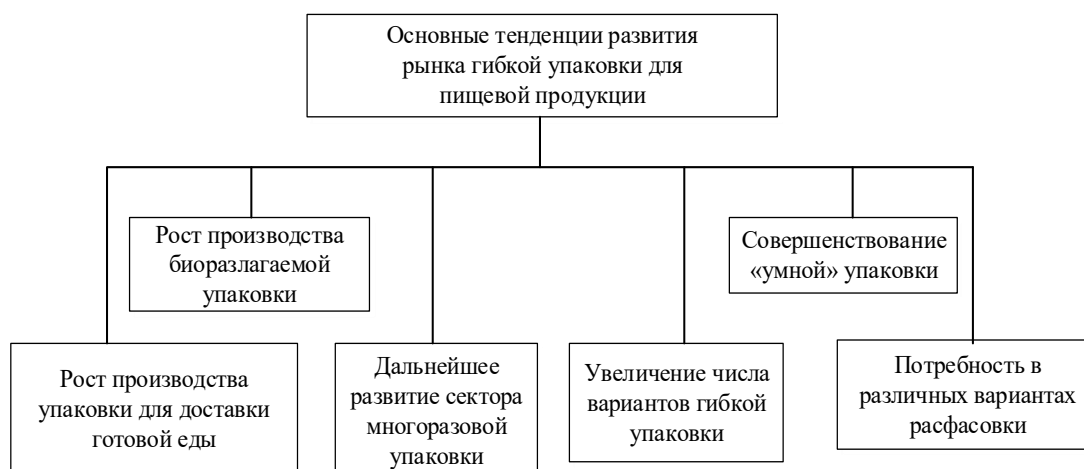 Основные тенденции развития
рынка гибкой упаковки для
пищевой продукции
Рост производства
биоразлагаемой
упаковки
Совершенствование
«умной» упаковки
Рост производства
упаковки для доставки
готовой еды
Дальнейшее
развитие сектора
многоразовой
упаковки
Увеличение числа
вариантов гибкой
упаковки
Потребность в
различных вариантах
расфасовки